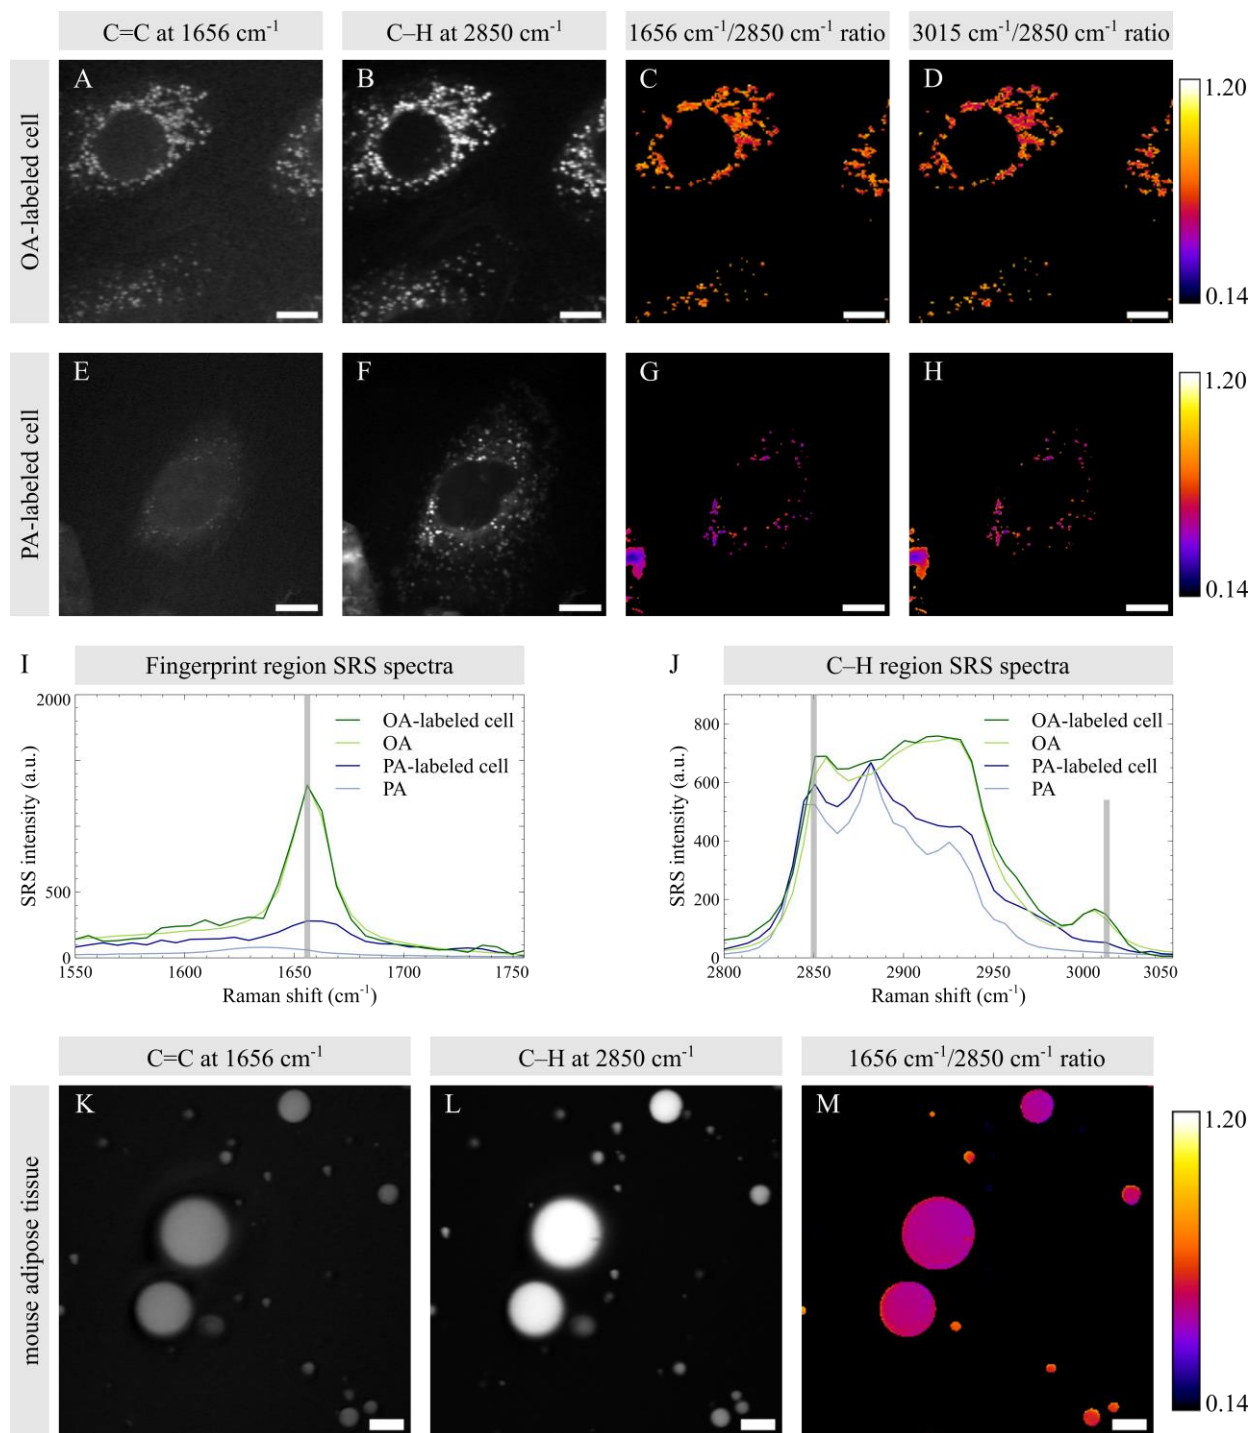 C=C at 1656 cm⁻¹
C–H at 2850 cm⁻¹
1656 cm⁻¹/2850 cm⁻¹ ratio
3015 cm⁻¹/2850 cm⁻¹ ratio
OA-labeled cell
A
B
C
D
1.20
0.14
PA-labeled cell
E
F
G
H
1.20
0.14
I
Fingerprint region SRS spectra
2000
500
0
SRS intensity (a.u.)
OA-labeled cell
OA
PA-labeled cell
PA
1550
1600
1650
1700
1750
Raman shift (cm⁻¹)
J
C–H region SRS spectra
800
600
400
200
0
SRS intensity (a.u.)
OA-labeled cell
OA
PA-labeled cell
PA
2800
2850
2900
2950
3000
3050
Raman shift (cm⁻¹)
C=C at 1656 cm⁻¹
C–H at 2850 cm⁻¹
1656 cm⁻¹/2850 cm⁻¹ ratio
mouse adipose tissue
K
L
M
1.20
0.14